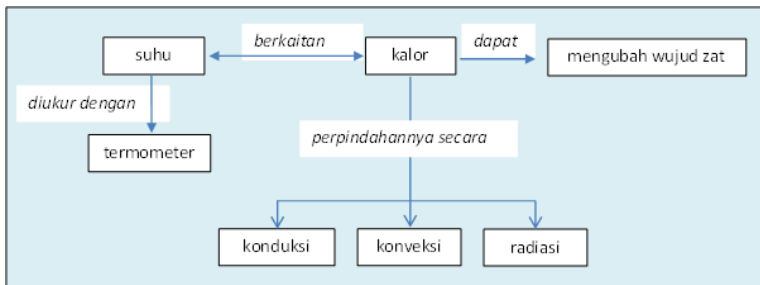 berkaitan
dapat
suhu
kalor
mengubah wujud zat
diukur dengan
perpindahannya secara
termometer
konduksi
konveksi
radiasi